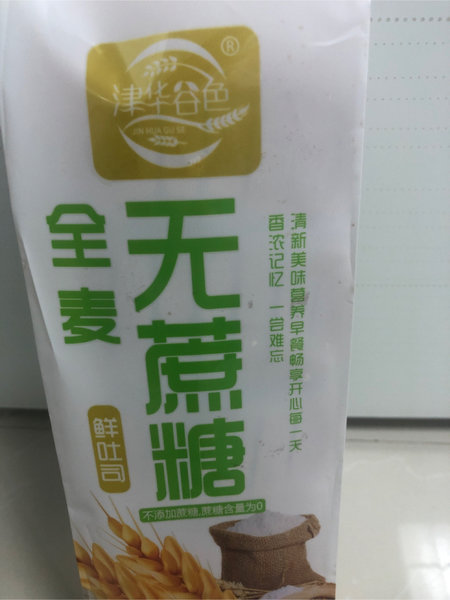 津华谷色®
JIN HUA GU SE
全麦
无蔗糖
清新美味营养早餐畅享开心每一天
香浓记忆 一尝难忘
鲜吐司
不添加蔗糖,蔗糖含量为0